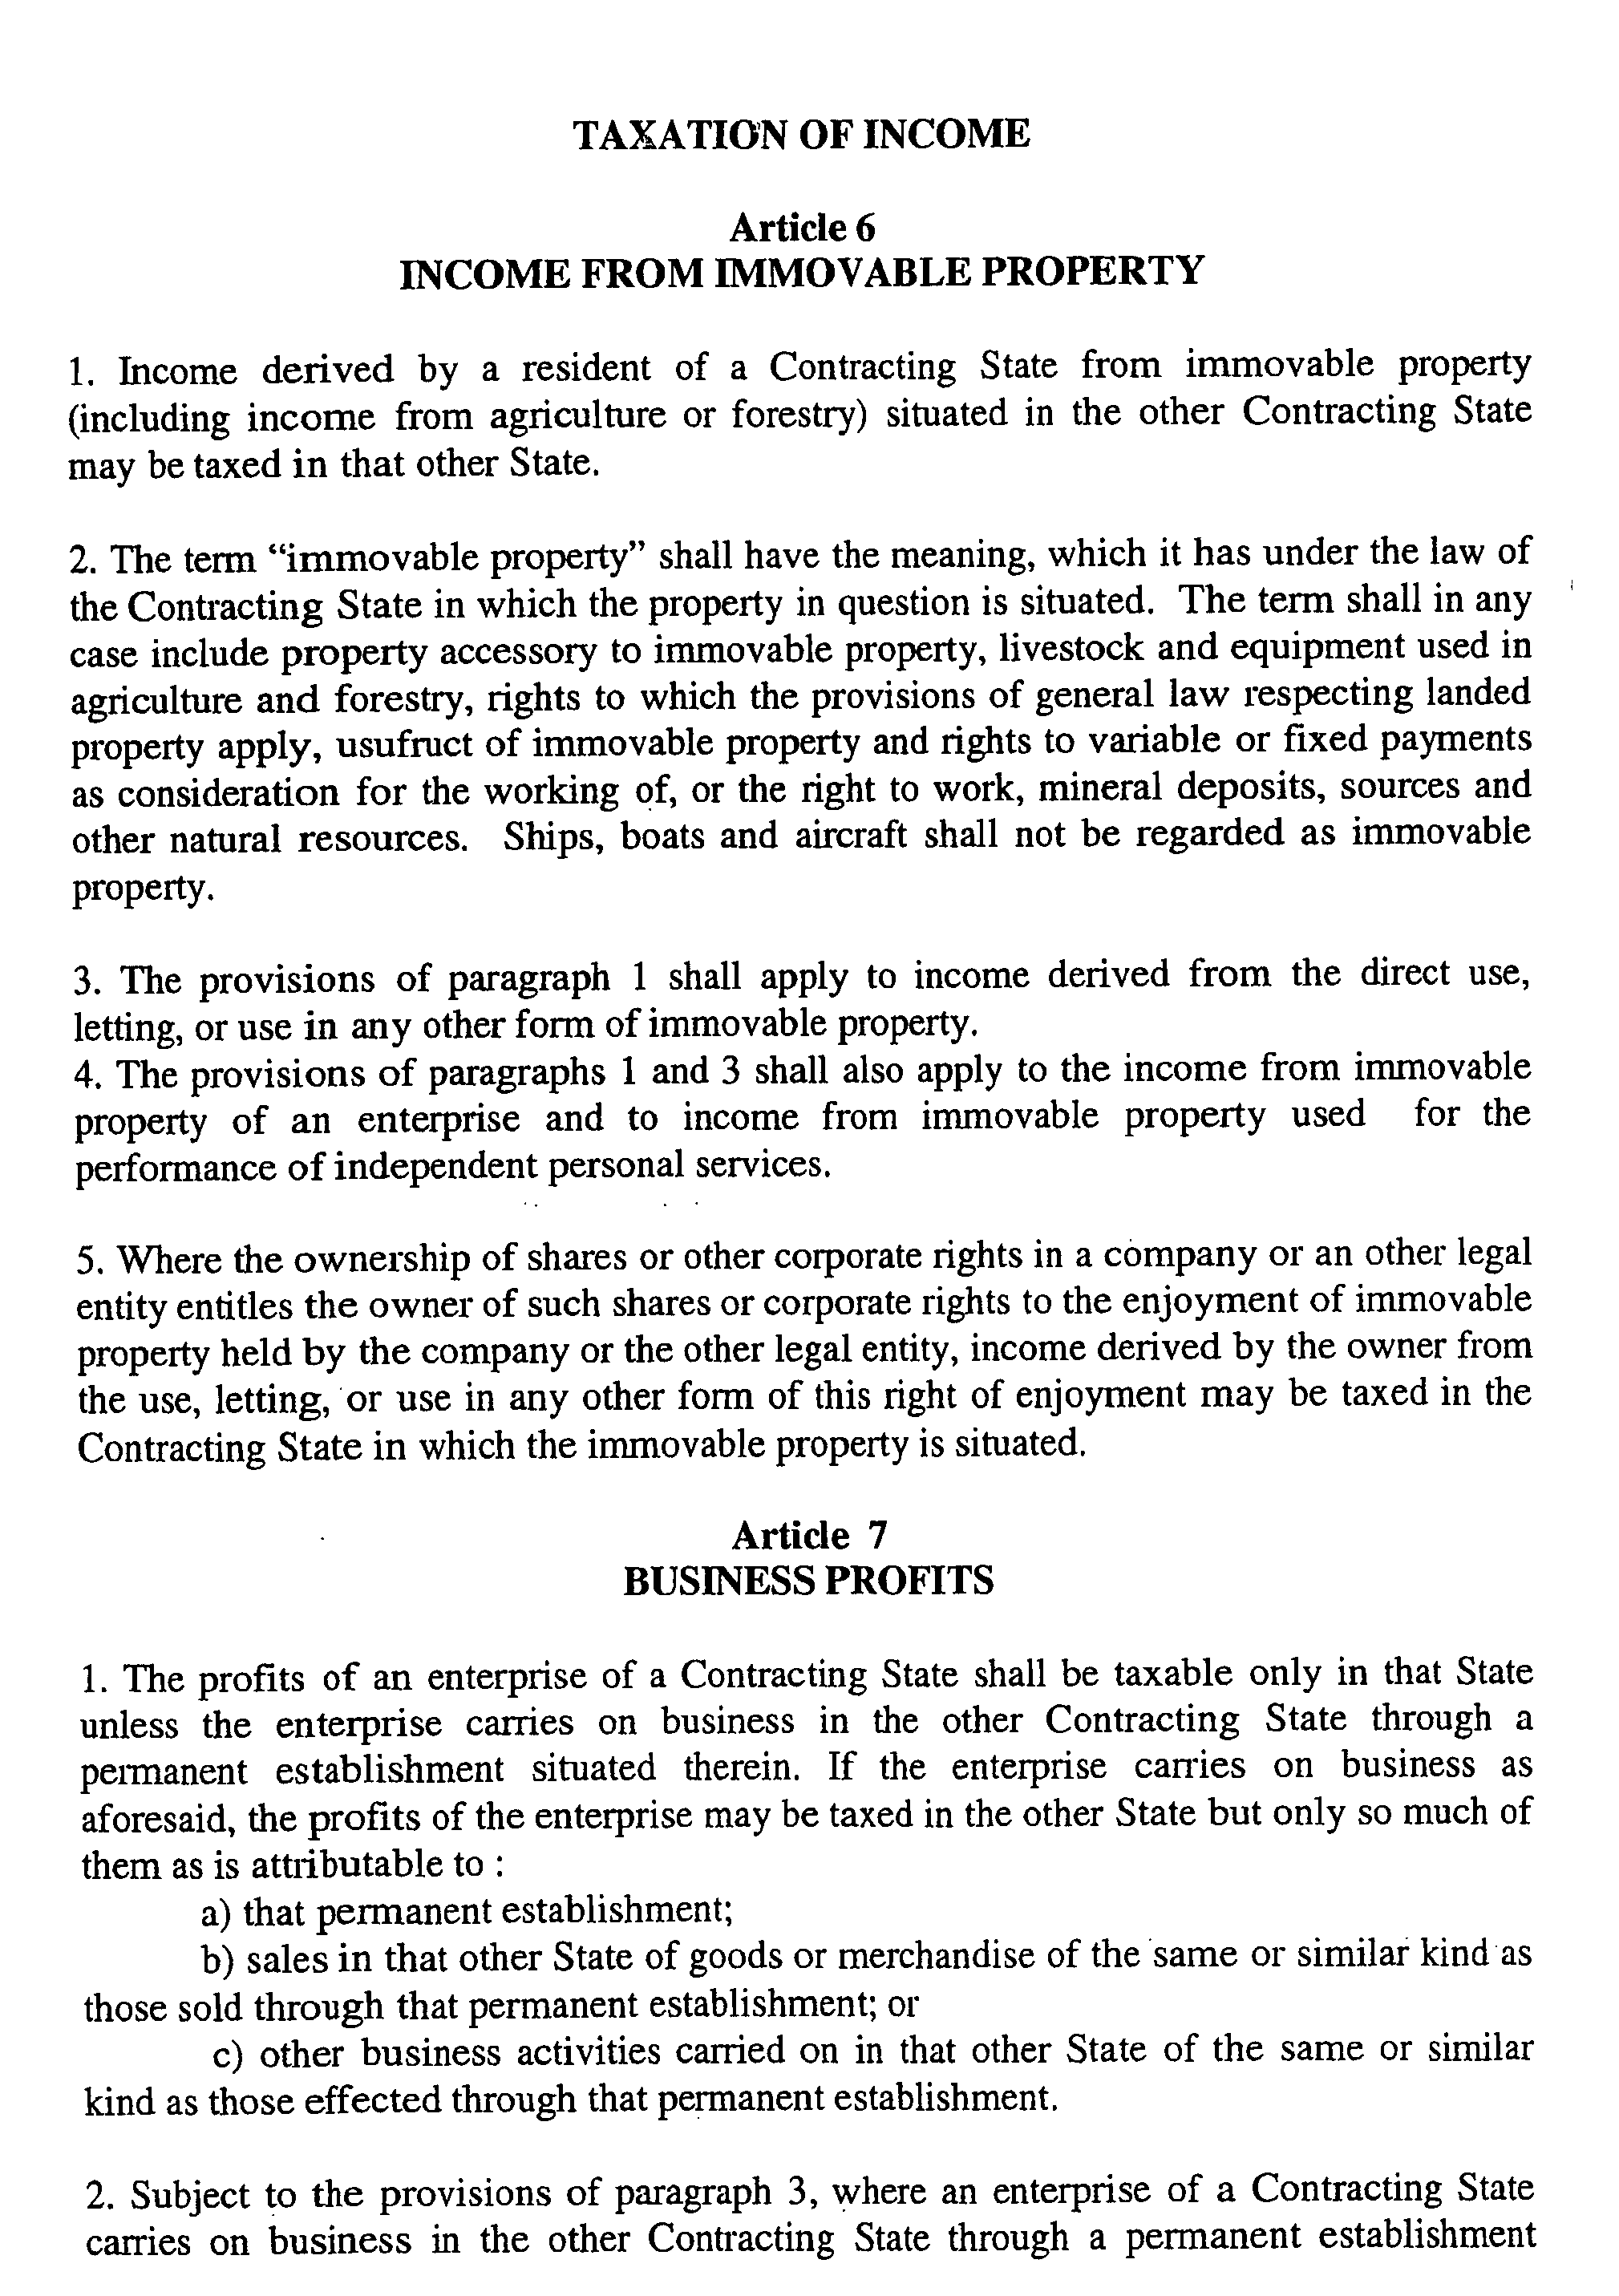 TAXATION OF INCOME
Article 6
INCOME FROM IMMOVABLE PROPERTY
1. Income derived by a resident of a Contracting State from immovable property
(including income from agriculture or forestry) situated in the other Contracting State
may be taxed in that other State.
2. The term “immovable property” shall have the meaning, which it has under the law of
the Contracting State in which the property in question is situated. The term shall in any
case include property accessory to immovable property, livestock and equipment used in
agriculture and forestry, rights to which the provisions of general law respecting landed
property apply, usufruct of immovable property and rights to variable or fixed payments
as consideration for the working of, or the right to work, mineral deposits, sources and
other natural resources. Ships, boats and aircraft shall not be regarded as immovable
property.
3. The provisions of paragraph 1 shall apply to income derived from the direct use,
letting, or use in any other form of immovable property.
4. The provisions of paragraphs 1 and 3 shall also apply to the income from immovable
property of an enterprise and to income from immovable property used for the
performance of independent personal services.
5. Where the ownership of shares or other corporate rights in a company or an other legal
entity entitles the owner of such shares or corporate rights to the enjoyment of immovable
property held by the company or the other legal entity, income derived by the owner from
the use, letting, or use in any other form of this right of enjoyment may be taxed in the
Contracting State in which the immovable property is situated.
Article 7
BUSINESS PROFITS
1. The profits of an enterprise of a Contracting State shall be taxable only in that State
unless the enterprise carries on business in the other Contracting State through a
permanent establishment situated therein. If the enterprise carries on business as
aforesaid, the profits of the enterprise may be taxed in the other State but only so much of
them as is attributable to :
a) that permanent establishment;
b) sales in that other State of goods or merchandise of the same or similar kind as
those sold through that permanent establishment; or
c) other business activities carried on in that other State of the same or similar
kind as those effected through that permanent establishment.
2. Subject to the provisions of paragraph 3, where an enterprise of a Contracting State
carries on business in the other Contracting State through a permanent establishment